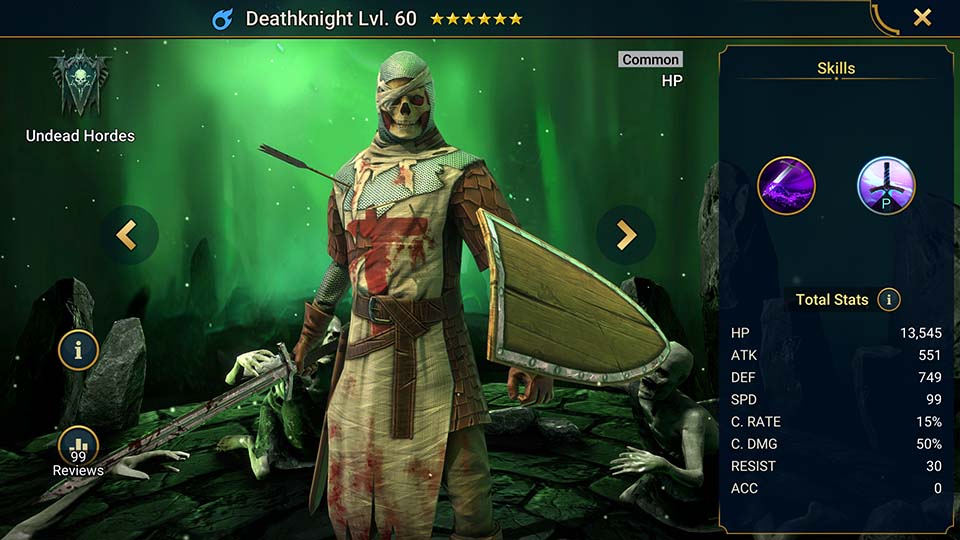 Deathknight Lvl. 60
Common
HP
Undead Hordes
Skills
P
Total Stats i
HP 13,545
ATK 551
DEF 749
SPD 99
C. RATE 15%
C. DMG 50%
RESIST 30
ACC 0
i
99
Reviews